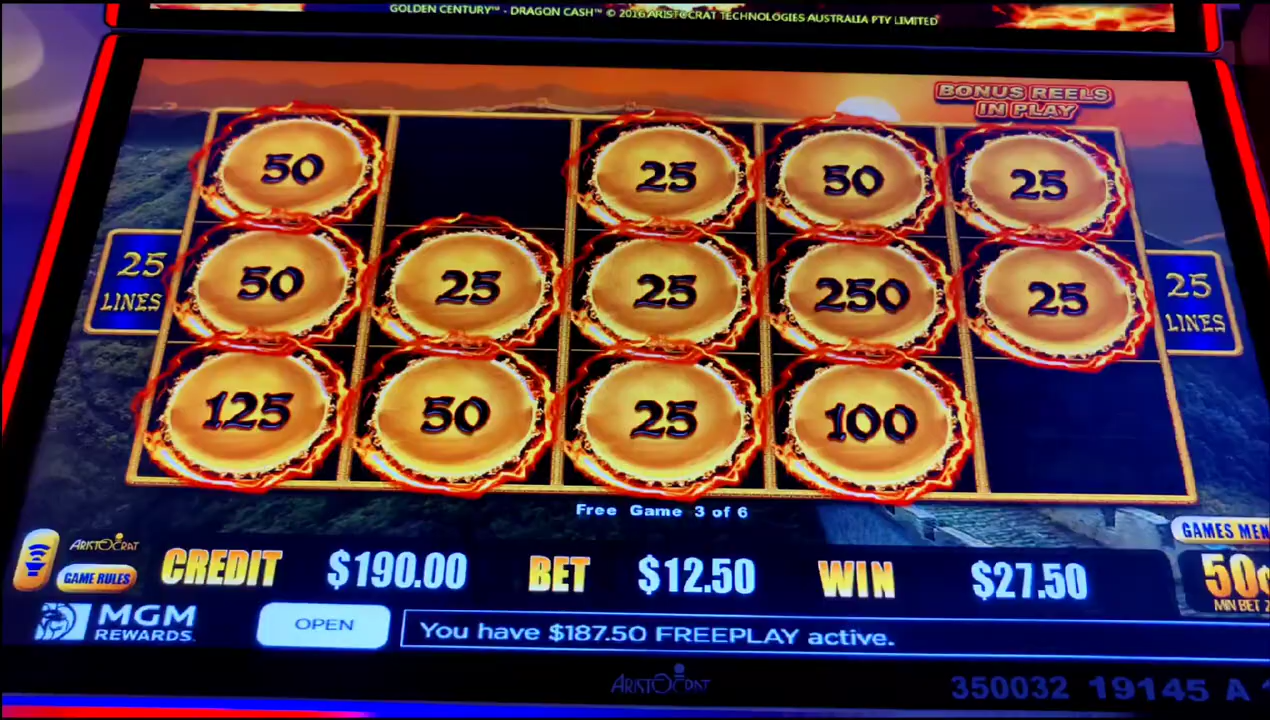 GOLDEN CENTURY™ - DRAGON CASH™ © 2016 ARISTOCRAT TECHNOLOGIES AUSTRALIA PTY LIMITED
BONUS REELS
IN PLAY
50 25 50 25
50 25 25 250 25
125 50 25 100
25
LINES
25
LINES
Free Game 3 of 6
ARISTOCRAT
GAME RULES
CREDIT $190.00 BET $12.50 WIN $27.50
GAMES MEN
50¢
MIN BET 2
MGM
REWARDS
OPEN
You have $187.50 FREEPLAY active.
ARISTOCRAT
350032 19145 A